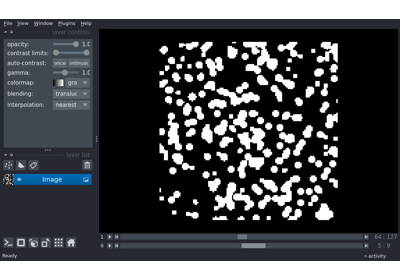 File View Window Plugins Help
layer controls
opacity: 1.0
contrast limits:
auto-contrast: once
gamma: 1.0
colormap: gra
blending: translu
interpolation: nearest
layer list
Image
1 64 127
0 5 9
Ready activity